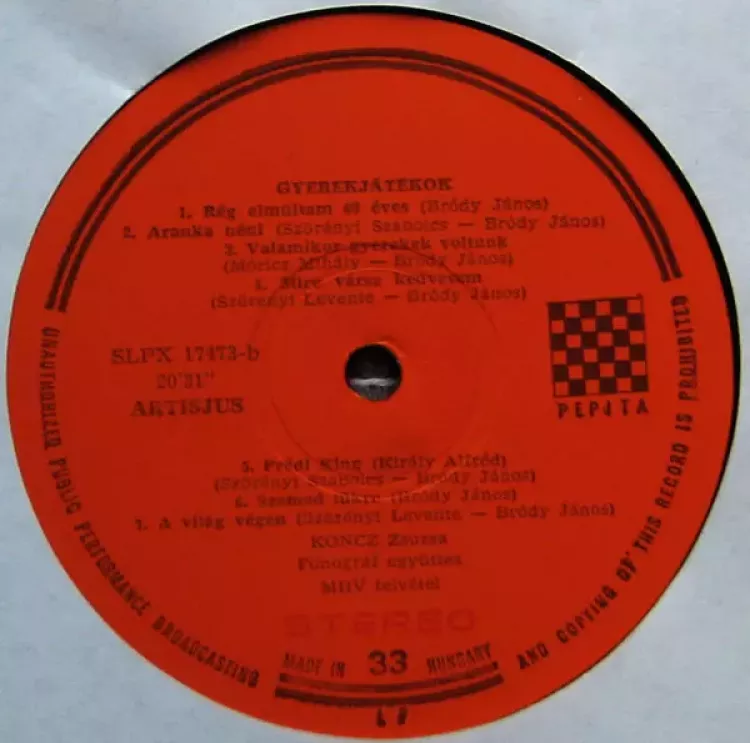 GYEREKJÁTÉKOK
1. Rég elmúltam 40 éves (Bródy János)
2. Aranka néni (Szörényi Szabolcs — Bródy János)
3. Valamikor gyerekek voltunk
(Móricz Mihály — Bródy János)
4. Mire vársz kedvesem
(Szörényi Levente — Bródy János)
SLPX 17473-b
20'31"
ARTISJUS
PEPITA
5. Frédi King (Király Alfréd)
(Szörényi Szabolcs — Bródy János)
6. Szemed tükre (Bródy János)
7. A világ végén (Szörényi Levente — Bródy János)
KONCZ Zsuzsa
Fonográf együttes
MHV felvétel
STEREO
MADE IN 33 HUNGARY
LP
UNAUTHORIZED PUBLIC PERFORMANCE BROADCASTING AND COPYING OF THIS RECORD IS PROHIBITED